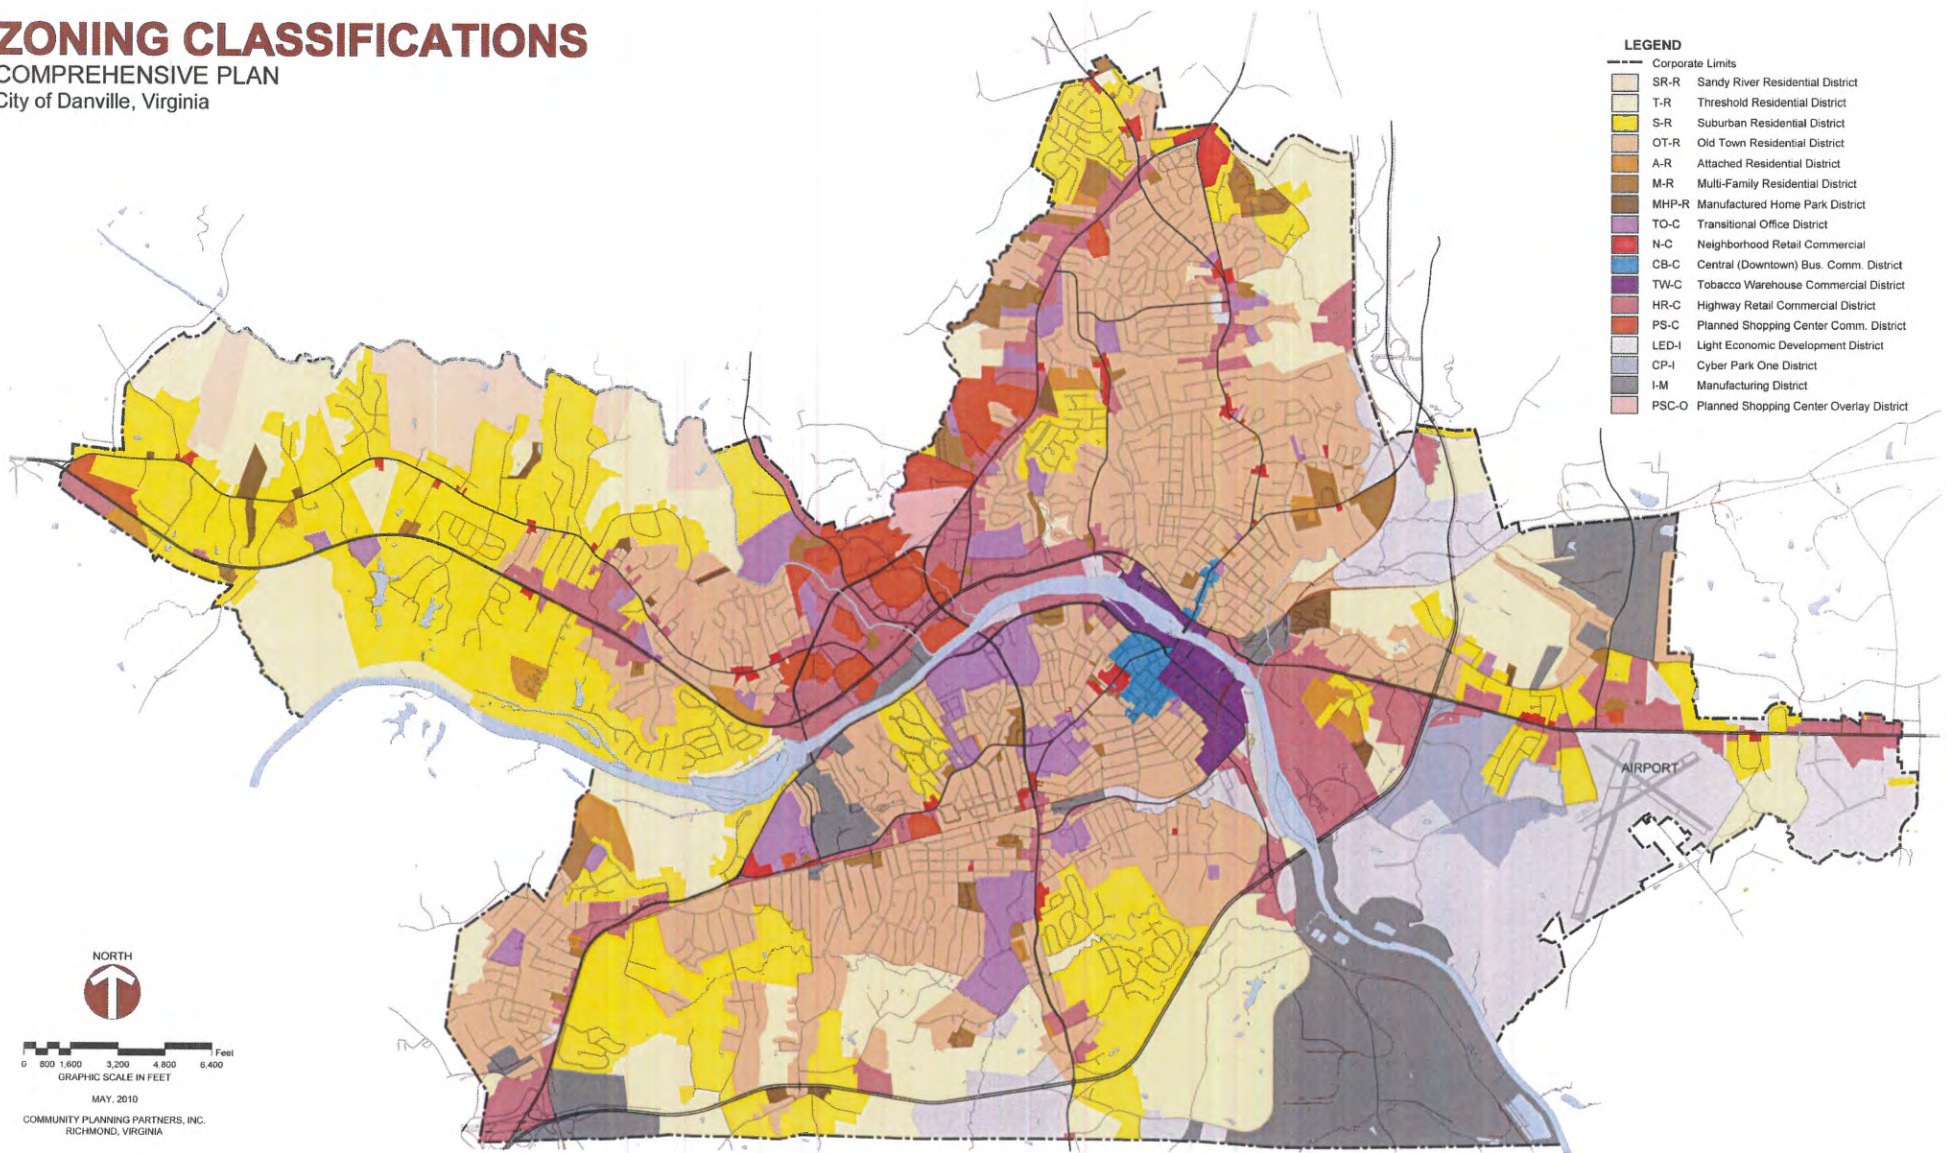 ZONING CLASSIFICATIONS
COMPREHENSIVE PLAN
City of Danville, Virginia
LEGEND
Corporate Limits
SR-R Sandy River Residential District
T-R Threshold Residential District
S-R Suburban Residential District
OT-R Old Town Residential District
A-R Attached Residential District
M-R Multi-Family Residential District
MHP-R Manufactured Home Park District
TO-C Transitional Office District
N-C Neighborhood Retail Commercial
CB-C Central (Downtown) Bus. Comm. District
TW-C Tobacco Warehouse Commercial District
HR-C Highway Retail Commercial District
PS-C Planned Shopping Center Comm. District
LED-I Light Economic Development District
CP-I Cyber Park One District
I-M Manufacturing District
PSC-O Planned Shopping Center Overlay District
AIRPORT
NORTH
Feet
0 800 1,600 3,200 4,800 6,400
GRAPHIC SCALE IN FEET
MAY, 2010
COMMUNITY PLANNING PARTNERS, INC.
RICHMOND, VIRGINIA